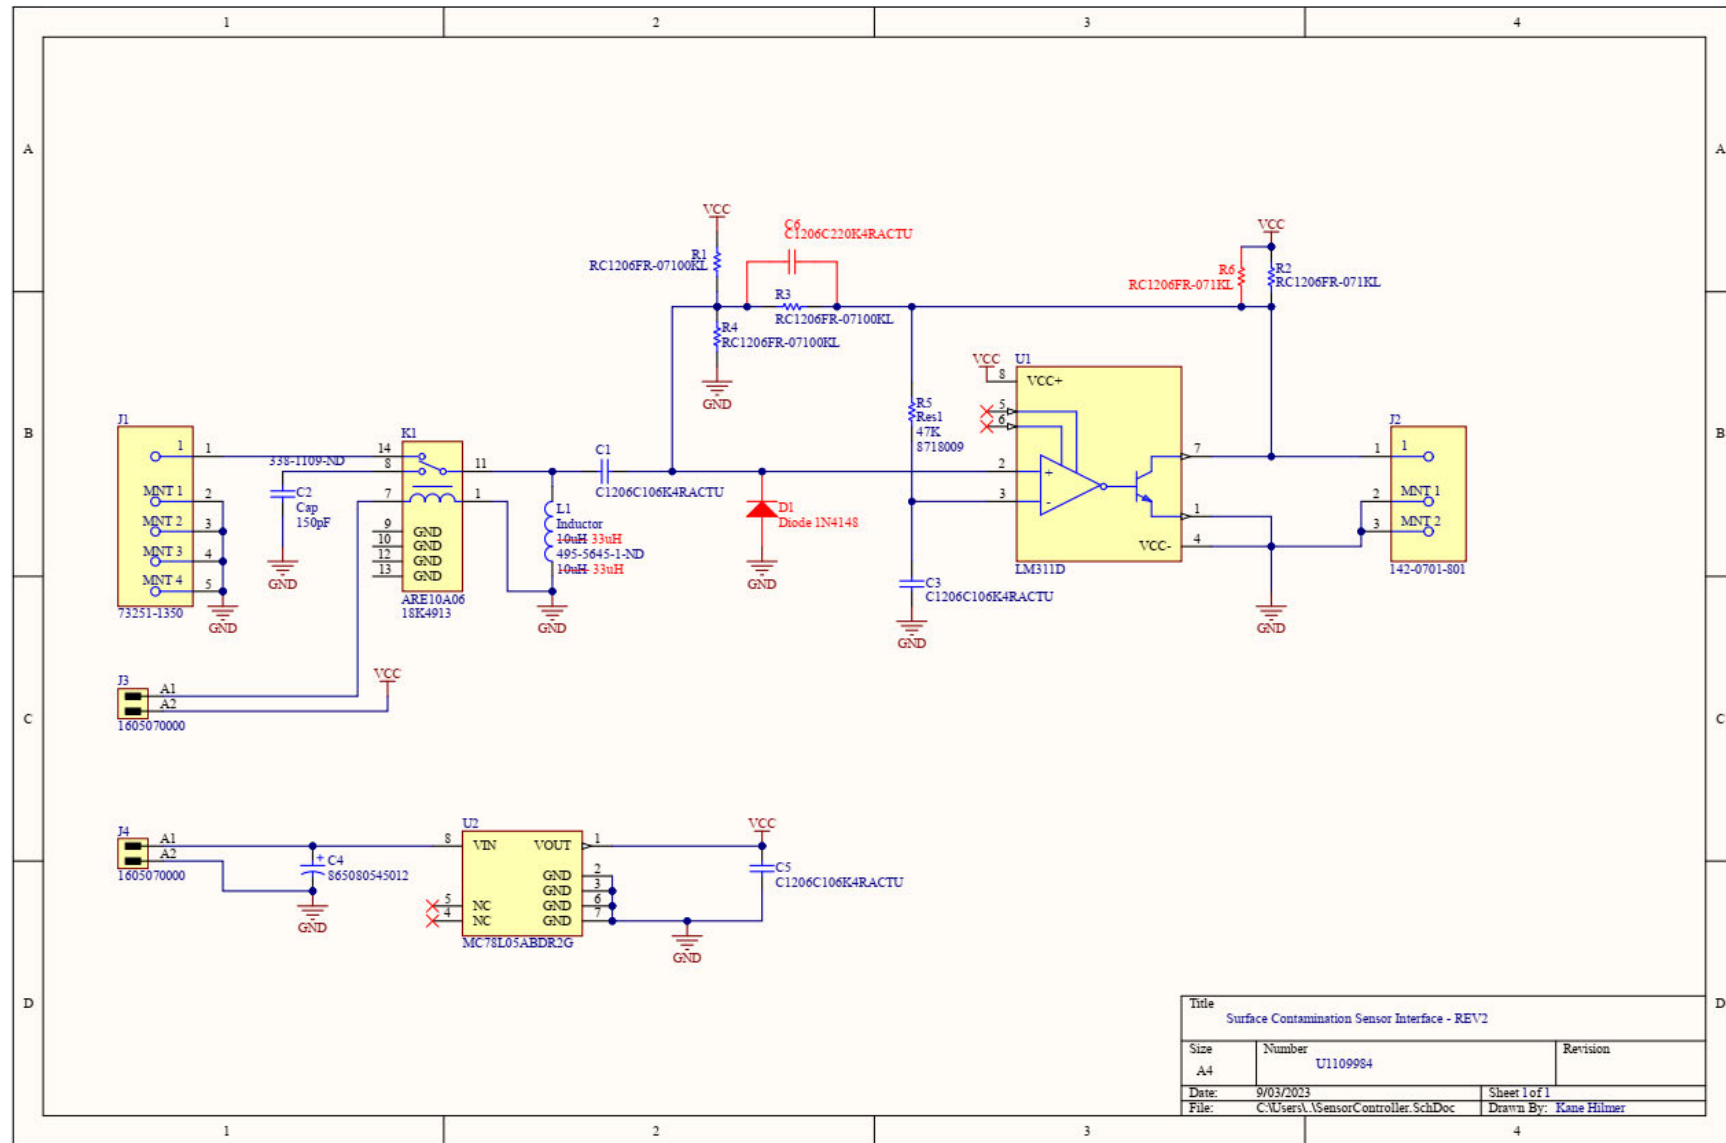 1 2 3 4
A A
VCC
C6
C1206C220K4RACTU
VCC
R1
RC1206FR-07100KL
R6
RC1206FR-071KL
R2
RC1206FR-071KL
R3
RC1206FR-07100KL
R4
RC1206FR-07100KL
GND
VCC
U1
8 VCC+
5
6
R5
Res1
47K
8718009
B B
J1
1 1
MNT 1 2
MNT 2 3
MNT 3 4
MNT 4 5
73251-1350
GND
338-1109-ND
C2
Cap
150pF
GND
K1
14
8
7
11
1
9 GND
10 GND
12 GND
13 GND
ARE10A06
18K4913
C1
C1206C106K4RACTU
L1
Inductor
10uH 33uH
495-5645-1-ND
10uH 33uH
GND
D1
Diode 1N4148
GND
2 +
3 -
7
1
VCC- 4
LM311D
C3
C1206C106K4RACTU
GND
GND
J2
1 1
2 MNT 1
3 MNT 2
142-0701-801
C C
J3
A1
A2
1605070000
VCC
J4
A1
A2
1605070000
+ C4
865080545012
GND
U2
8 VIN VOUT 1
GND 2
GND 3
5 NC GND 6
4 NC GND 7
MC78L05ABDR2G
VCC
C5
C1206C106K4RACTU
GND
D D
Title
Surface Contamination Sensor Interface - REV2
Size Number Revision
A4 U1109984
Date: 9/03/2023 Sheet 1 of 1
File: C:\Users\..\SensorController.SchDoc Drawn By: Kane Hilmer
1 2 3 4